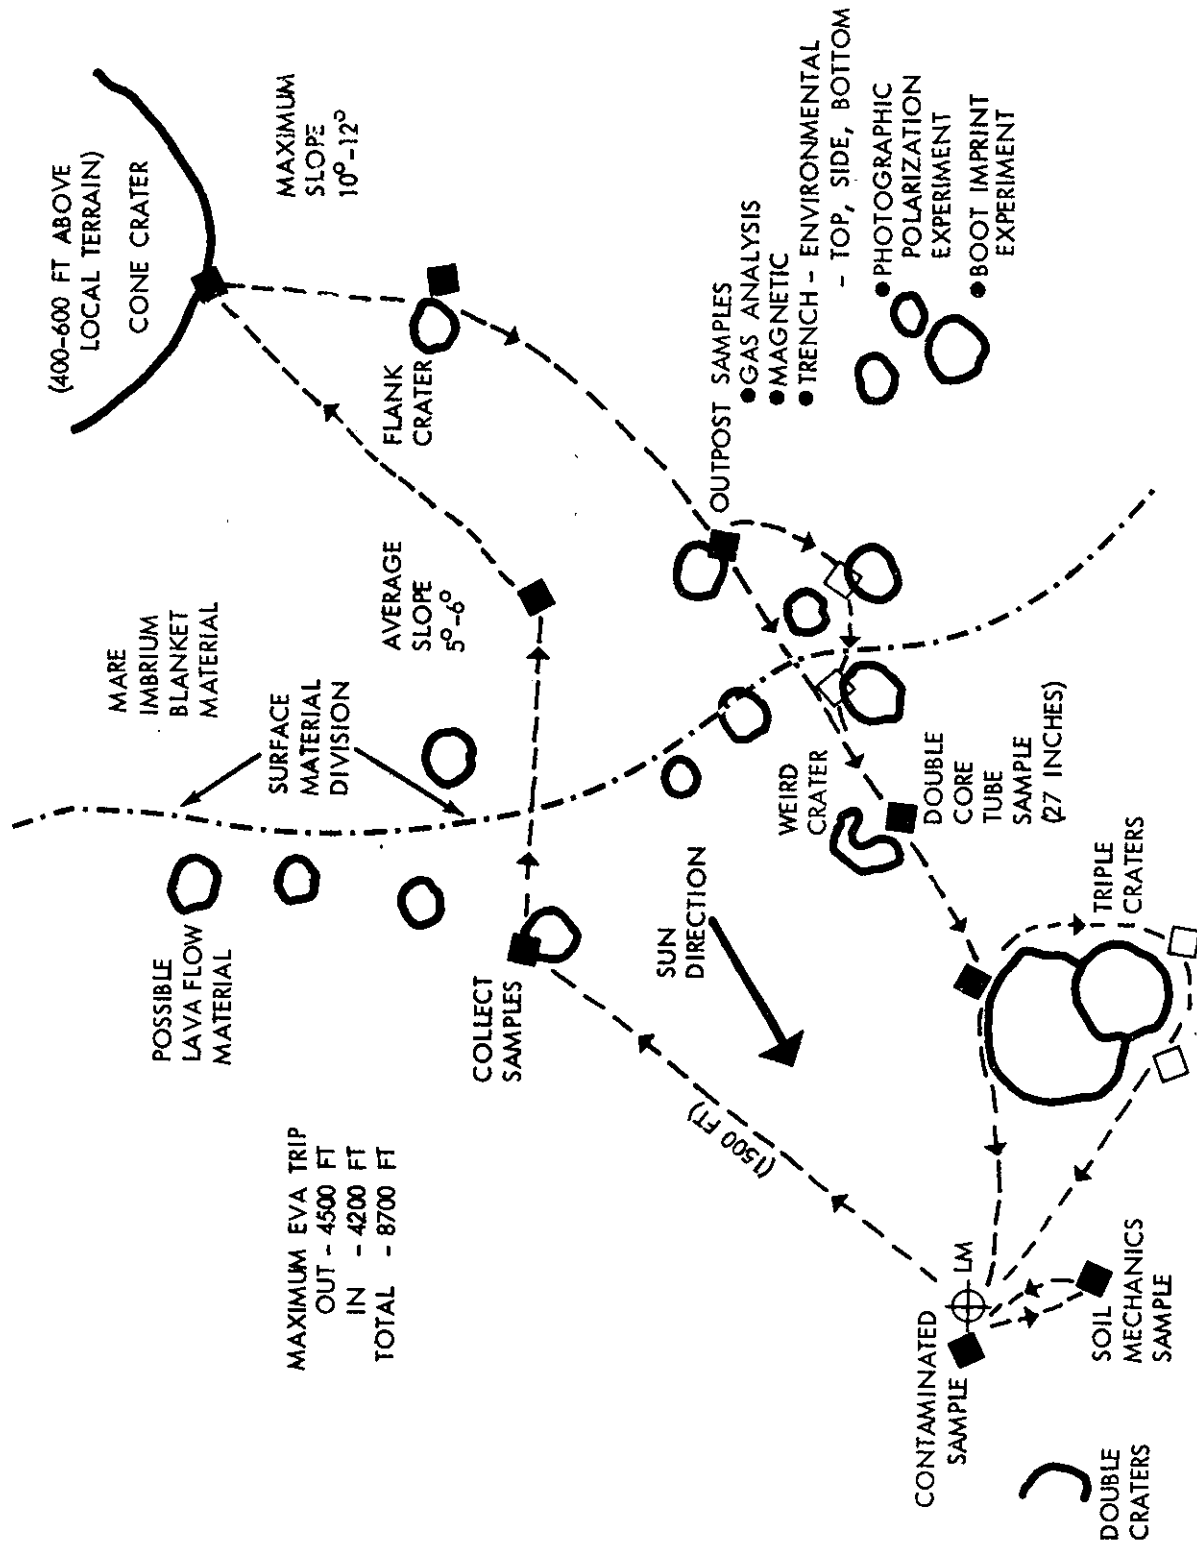 (400-600 FT ABOVE
LOCAL TERRAIN)
CONE CRATER
MAXIMUM
SLOPE
10°-12°
MARE
IMBRIUM
BLANKET
MATERIAL
SURFACE
MATERIAL
DIVISION
POSSIBLE
LAVA FLOW
MATERIAL
MAXIMUM EVA TRIP
OUT - 4500 FT
IN - 4200 FT
TOTAL - 8700 FT
FLANK
CRATER
AVERAGE
SLOPE
5°-6°
COLLECT
SAMPLES
(1500 FT)
SUN
DIRECTION
OUTPOST SAMPLES
●GAS ANALYSIS
●MAGNETIC
●TRENCH - ENVIRONMENTAL
- TOP, SIDE, BOTTOM
●PHOTOGRAPHIC
POLARIZATION
EXPERIMENT
●BOOT IMPRINT
EXPERIMENT
WEIRD
CRATER
DOUBLE
CORE
TUBE
SAMPLE
(27 INCHES)
TRIPLE
CRATERS
LM
CONTAMINATED
SAMPLE
SOIL
MECHANICS
SAMPLE
DOUBLE
CRATERS